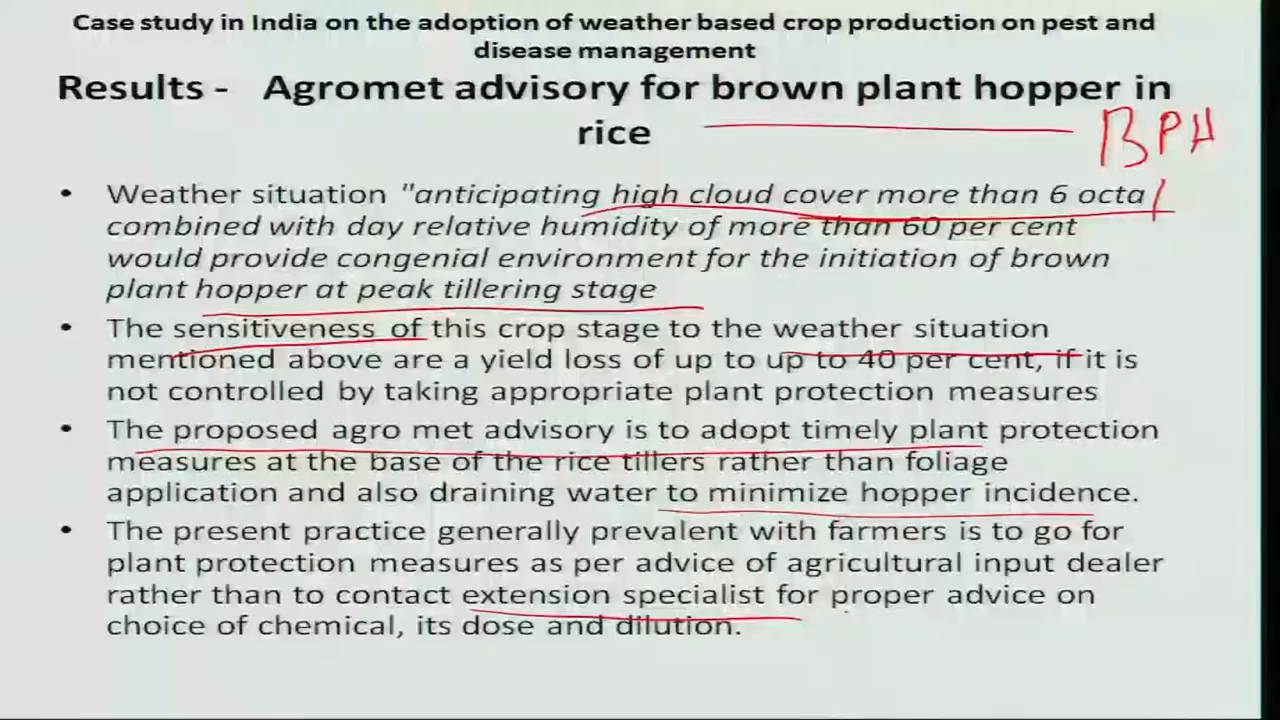 Case study in India on the adoption of weather based crop production on pest and
disease management
Results - Agromet advisory for brown plant hopper in
rice
BPH
• Weather situation "anticipating high cloud cover more than 6 octa
combined with day relative humidity of more than 60 per cent
would provide congenial environment for the initiation of brown
plant hopper at peak tillering stage
• The sensitiveness of this crop stage to the weather situation
mentioned above are a yield loss of up to up to 40 per cent, if it is
not controlled by taking appropriate plant protection measures
• The proposed agro met advisory is to adopt timely plant protection
measures at the base of the rice tillers rather than foliage
application and also draining water to minimize hopper incidence.
• The present practice generally prevalent with farmers is to go for
plant protection measures as per advice of agricultural input dealer
rather than to contact extension specialist for proper advice on
choice of chemical, its dose and dilution.